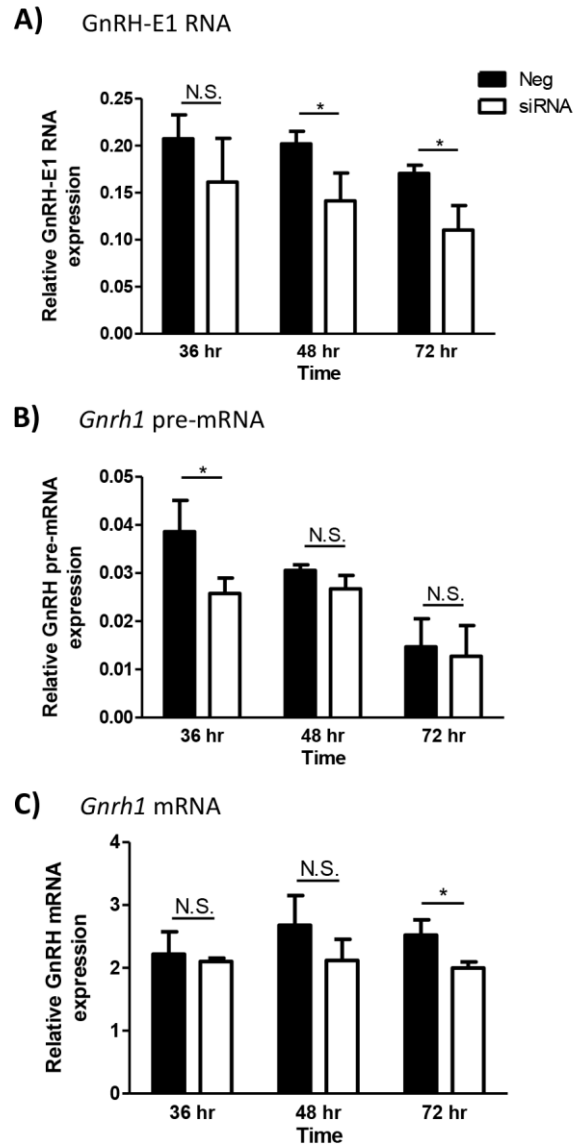 A) GnRH-E1 RNA
Neg
siRNA
N.S.
*
*
Relative GnRH-E1 RNA
expression
0.25
0.20
0.15
0.10
0.05
0.00
36 hr
48 hr
72 hr
Time
B) Gnrh1 pre-mRNA
*
N.S.
N.S.
Relative GnRH pre-mRNA
expression
0.05
0.04
0.03
0.02
0.01
0.00
36 hr
48 hr
72 hr
Time
C) Gnrh1 mRNA
N.S.
N.S.
*
Relative GnRH mRNA
expression
4
3
2
1
0
36 hr
48 hr
72 hr
Time